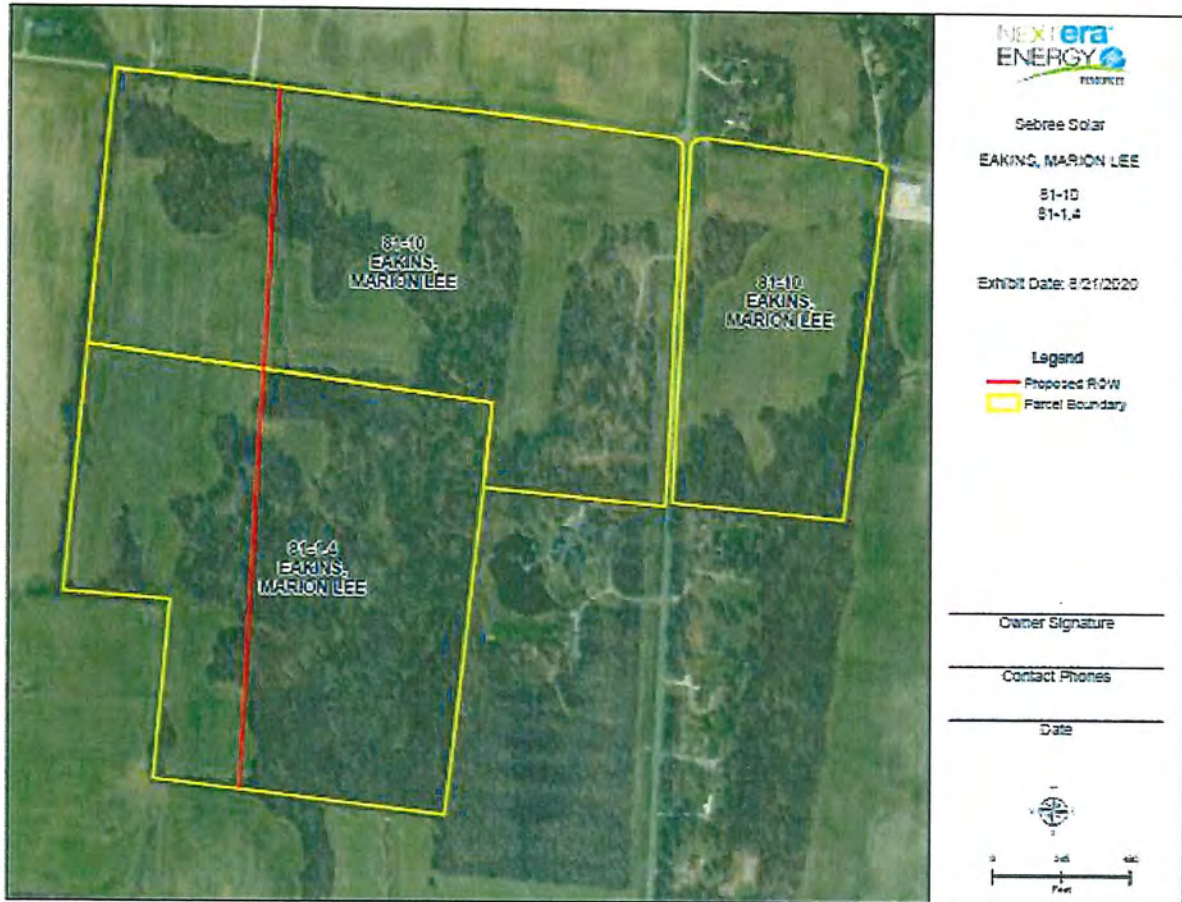 81-10
EAKINS,
MARION LEE
81-10
EAKINS,
MARION LEE
81-1.4
EAKINS,
MARION LEE
NEXTera
ENERGY
RESOURCES
Sebree Solar
EAKINS, MARION LEE
81-10
81-1.4
Exhibit Date: 8/21/2020
Legend
Proposed ROW
Parcel Boundary
Owner Signature
Contact Phones
Date
0
Feet